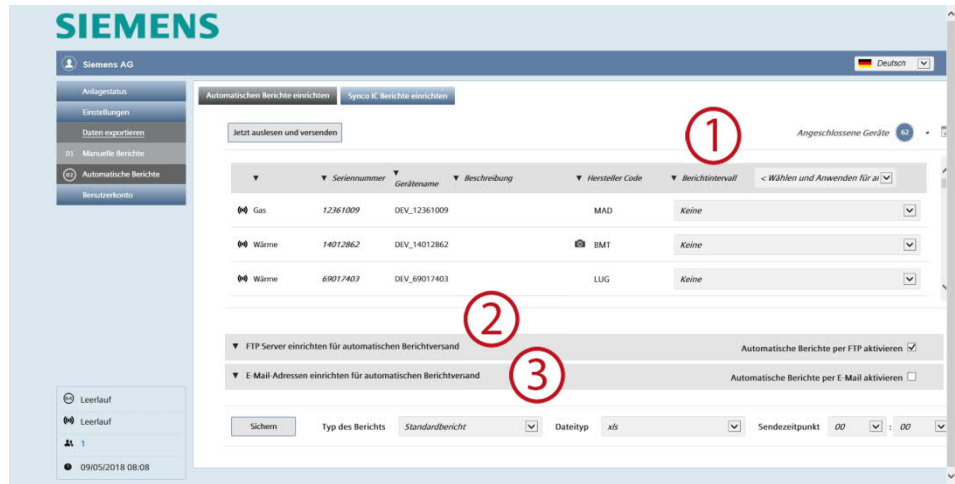 SIEMENS
Siemens AG
Deutsch
Anlagestatus
Einstellungen
Daten exportieren
01 Manuelle Berichte
02 Automatische Berichte
Benutzerkonto
Automatischen Berichte einrichten
Synco IC Berichte einrichten
Jetzt auslesen und versenden
1
Angeschlossene Geräte 62
▼ ▼ Seriennummer ▼ Gerätename ▼ Beschreibung ▼ Hersteller Code ▼ Berichtintervall < Wählen und Anwenden für al
Gas 12361009 DEV_12361009 MAD Keine
Wärme 14012862 DEV_14012862 BMT Keine
Wärme 69017403 DEV_69017403 LUG Keine
2
▼ FTP Server einrichten für automatischen Berichtversand Automatische Berichte per FTP aktivieren
3
▼ E-Mail-Adressen einrichten für automatischen Berichtversand Automatische Berichte per E-Mail aktivieren
Sichern Typ des Berichts Standardbericht Dateityp xls Sendezeitpunkt 00 : 00
Leerlauf
Leerlauf
1
09/05/2018 08:08